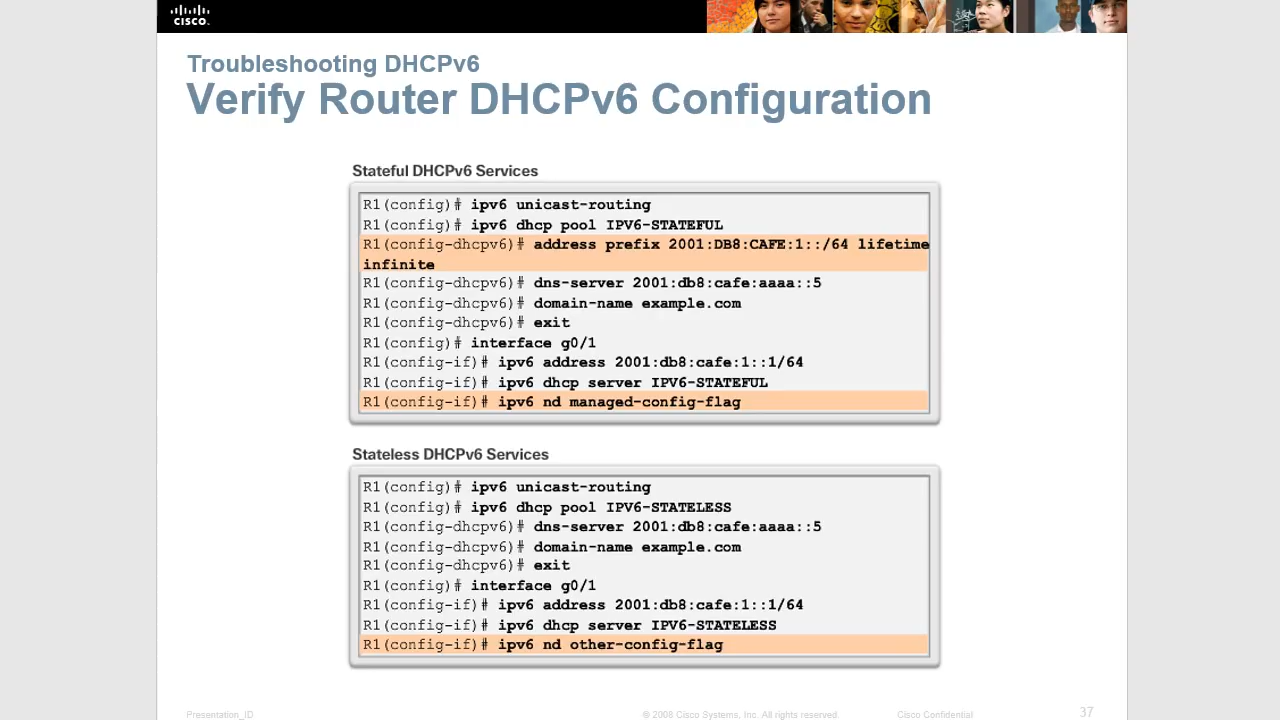 CISCO
Troubleshooting DHCPv6
Verify Router DHCPv6 Configuration
Stateful DHCPv6 Services
R1(config)# ipv6 unicast-routing
R1(config)# ipv6 dhcp pool IPV6-STATEFUL
R1(config-dhcpv6)# address prefix 2001:DB8:CAFE:1::/64 lifetime
infinite
R1(config-dhcpv6)# dns-server 2001:db8:cafe:aaaa::5
R1(config-dhcpv6)# domain-name example.com
R1(config-dhcpv6)# exit
R1(config)# interface g0/1
R1(config-if)# ipv6 address 2001:db8:cafe:1::1/64
R1(config-if)# ipv6 dhcp server IPV6-STATEFUL
R1(config-if)# ipv6 nd managed-config-flag
Stateless DHCPv6 Services
R1(config)# ipv6 unicast-routing
R1(config)# ipv6 dhcp pool IPV6-STATELESS
R1(config-dhcpv6)# dns-server 2001:db8:cafe:aaaa::5
R1(config-dhcpv6)# domain-name example.com
R1(config-dhcpv6)# exit
R1(config)# interface g0/1
R1(config-if)# ipv6 address 2001:db8:cafe:1::1/64
R1(config-if)# ipv6 dhcp server IPV6-STATELESS
R1(config-if)# ipv6 nd other-config-flag
Presentation_ID © 2008 Cisco Systems, Inc. All rights reserved. Cisco Confidential 37